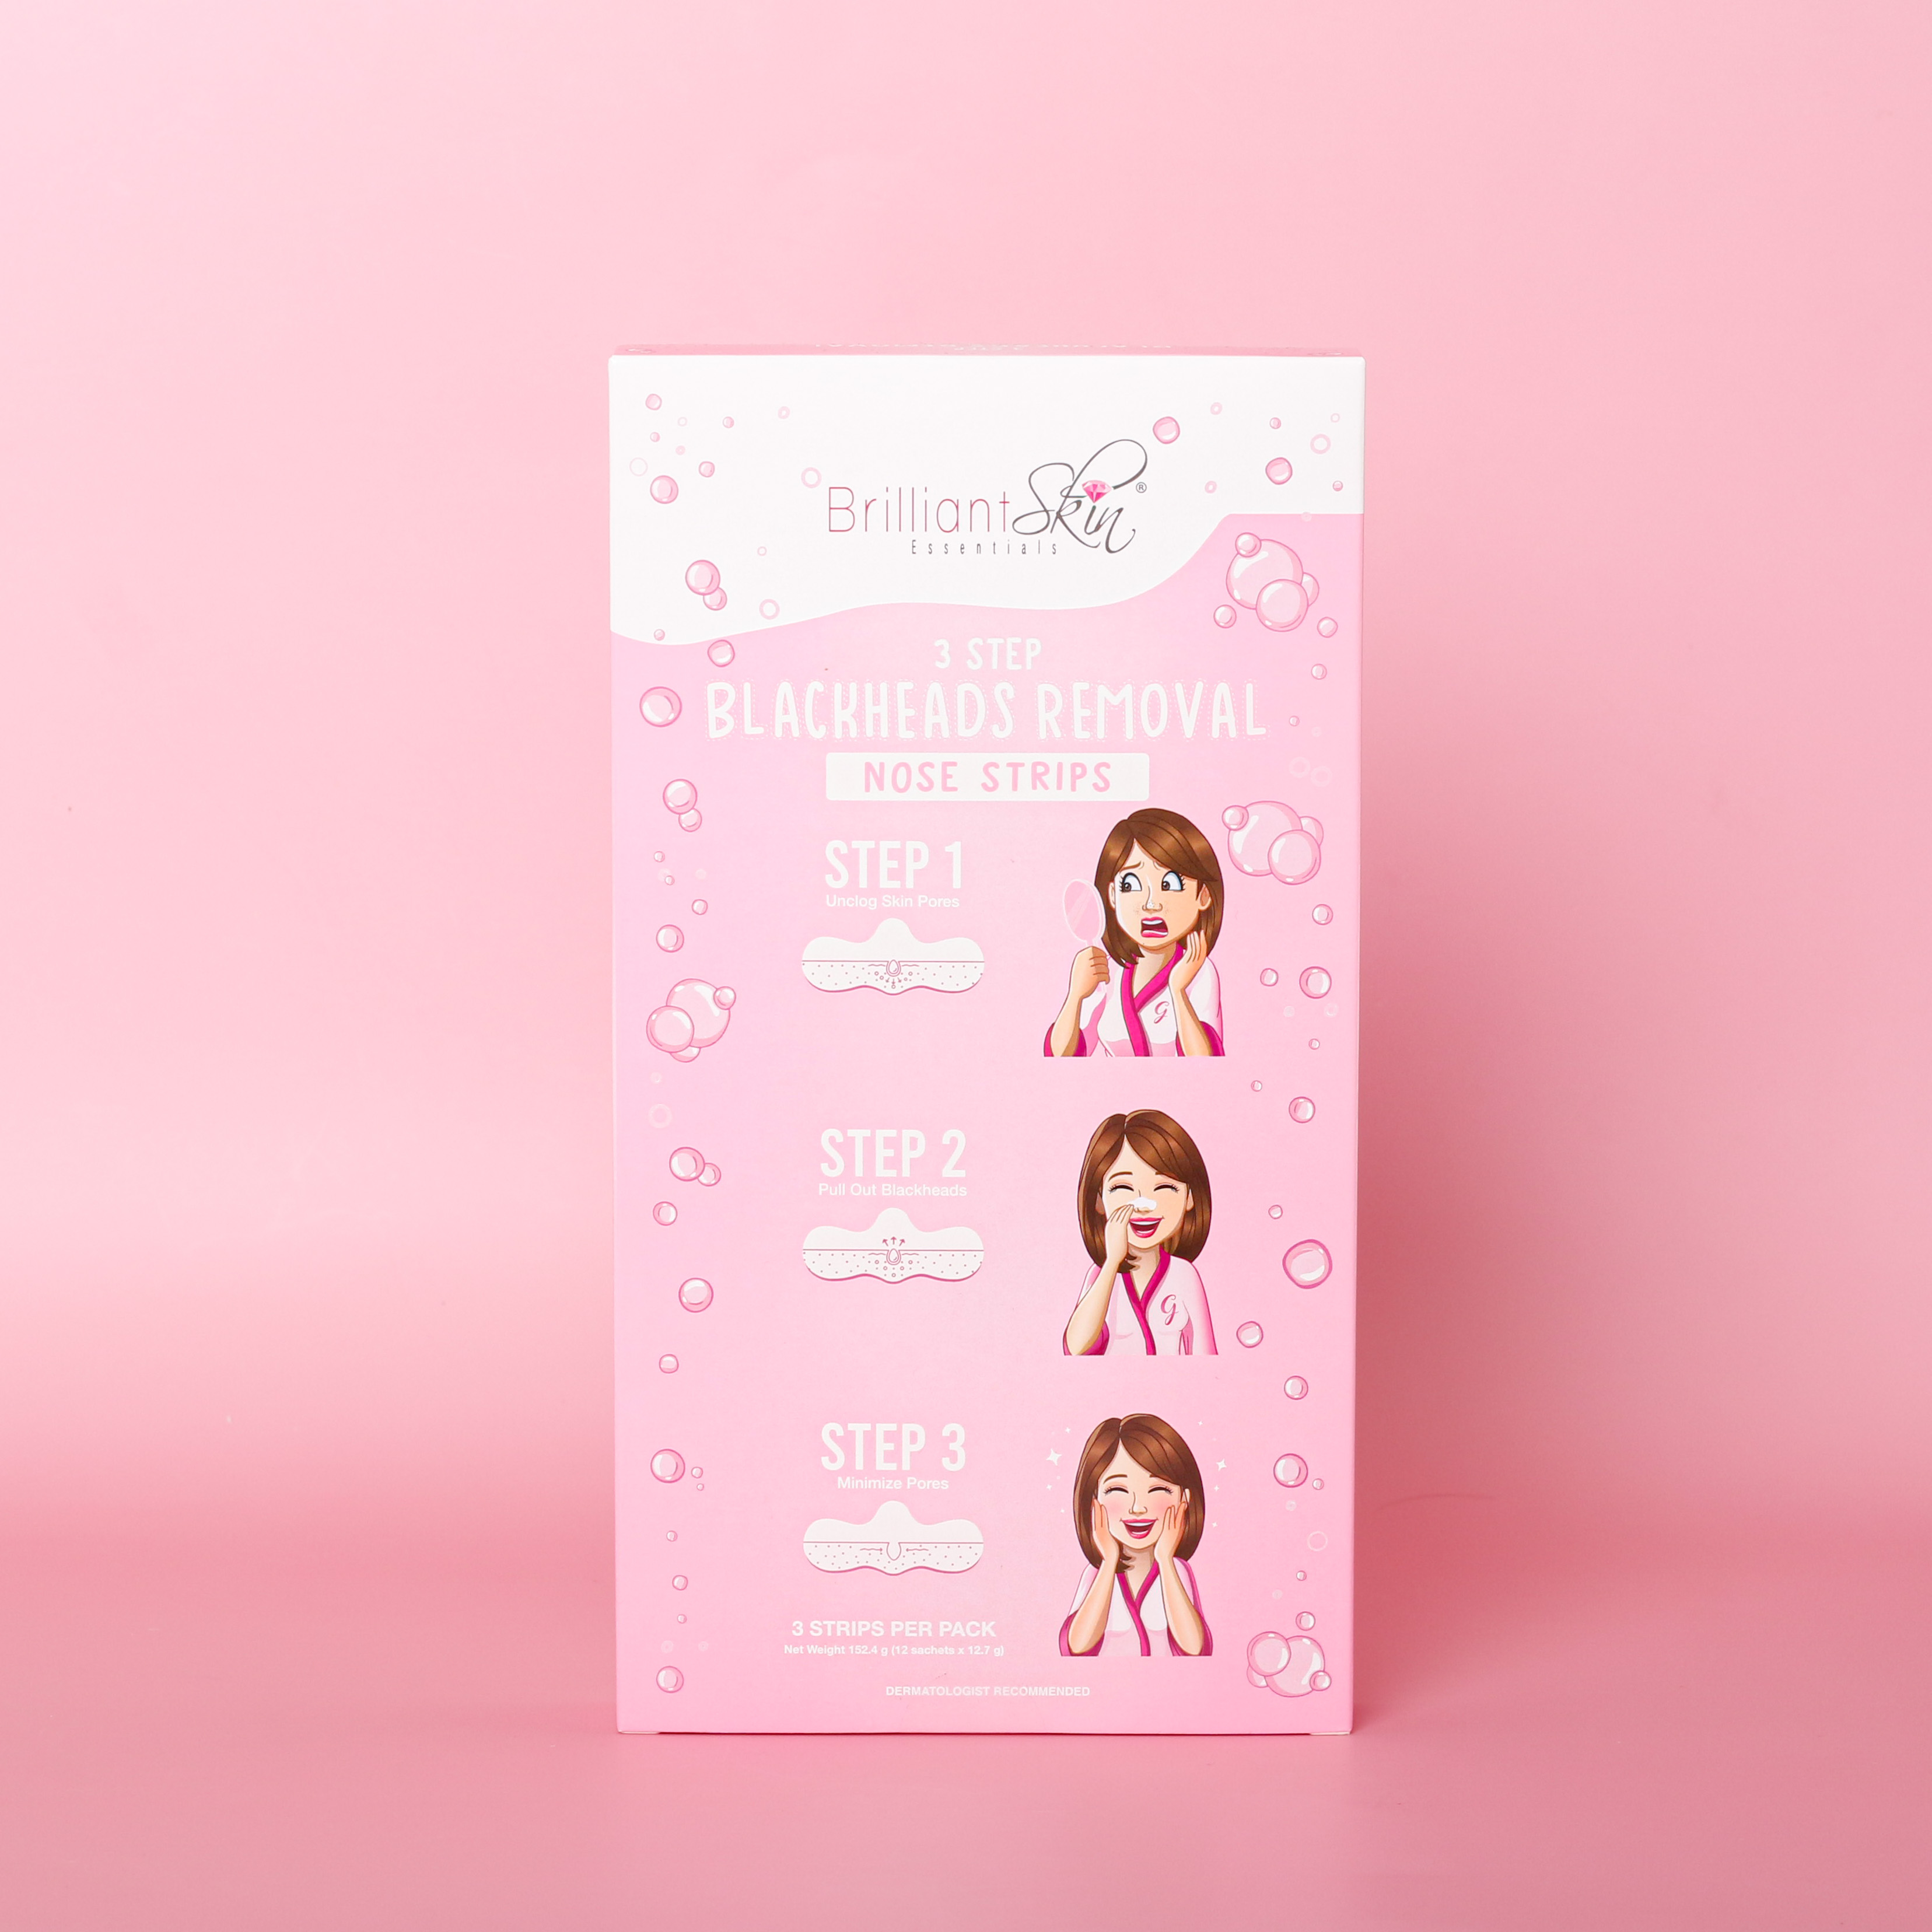 Brilliant Skin®
Essentials
3 STEP
BLACKHEADS REMOVAL
NOSE STRIPS
STEP 1
Unclog Skin Pores
G
STEP 2
Pull Out Blackheads
G
STEP 3
Minimize Pores
3 STRIPS PER PACK
Net Weight 152.4 g (12 sachets x 12.7 g)
DERMATOLOGIST RECOMMENDED